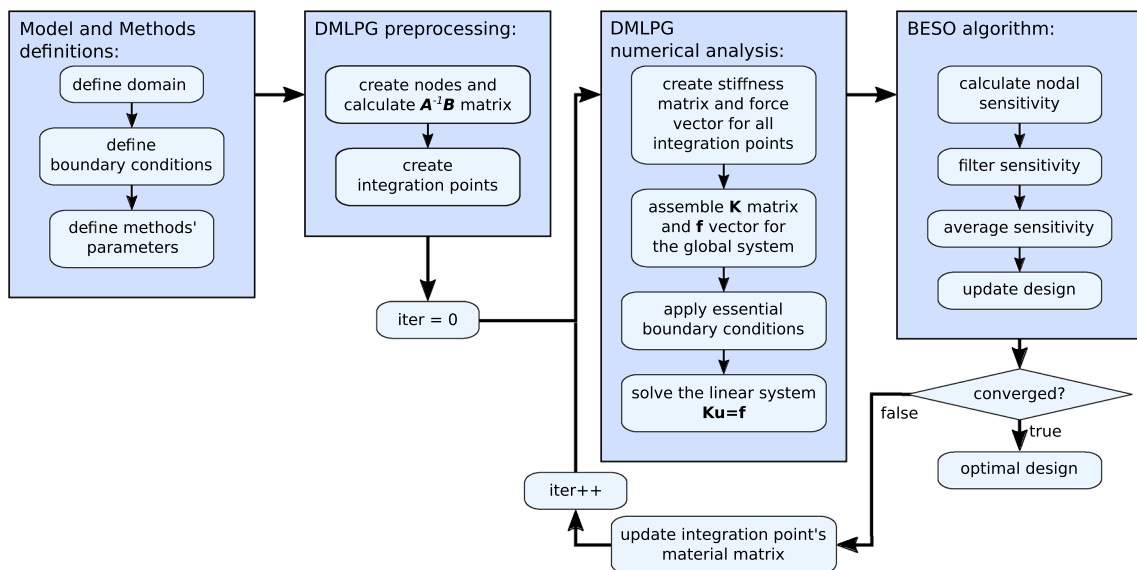 Model and Methods
definitions:
define domain
define
boundary conditions
define methods'
parameters
DMLPG preprocessing:
create nodes and
calculate A⁻¹B matrix
create
integration points
iter = 0
DMLPG
numerical analysis:
create stiffness
matrix and force
vector for all
integration points
assemble K matrix
and f vector for
the global system
apply essential
boundary conditions
solve the linear system
Ku=f
BESO algorithm:
calculate nodal
sensitivity
filter sensitivity
average sensitivity
update design
converged?
false
true
optimal design
update integration point's
material matrix
iter++